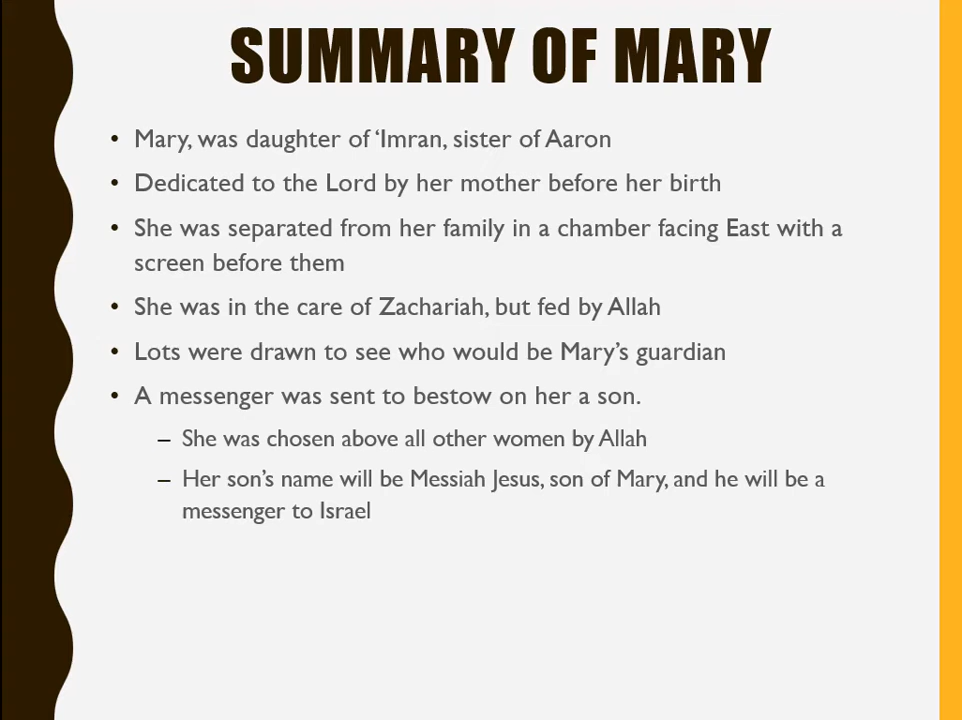 SUMMARY OF MARY
• Mary, was daughter of ‘Imran, sister of Aaron
• Dedicated to the Lord by her mother before her birth
• She was separated from her family in a chamber facing East with a
screen before them
• She was in the care of Zachariah, but fed by Allah
• Lots were drawn to see who would be Mary’s guardian
• A messenger was sent to bestow on her a son.
– She was chosen above all other women by Allah
– Her son’s name will be Messiah Jesus, son of Mary, and he will be a
messenger to Israel